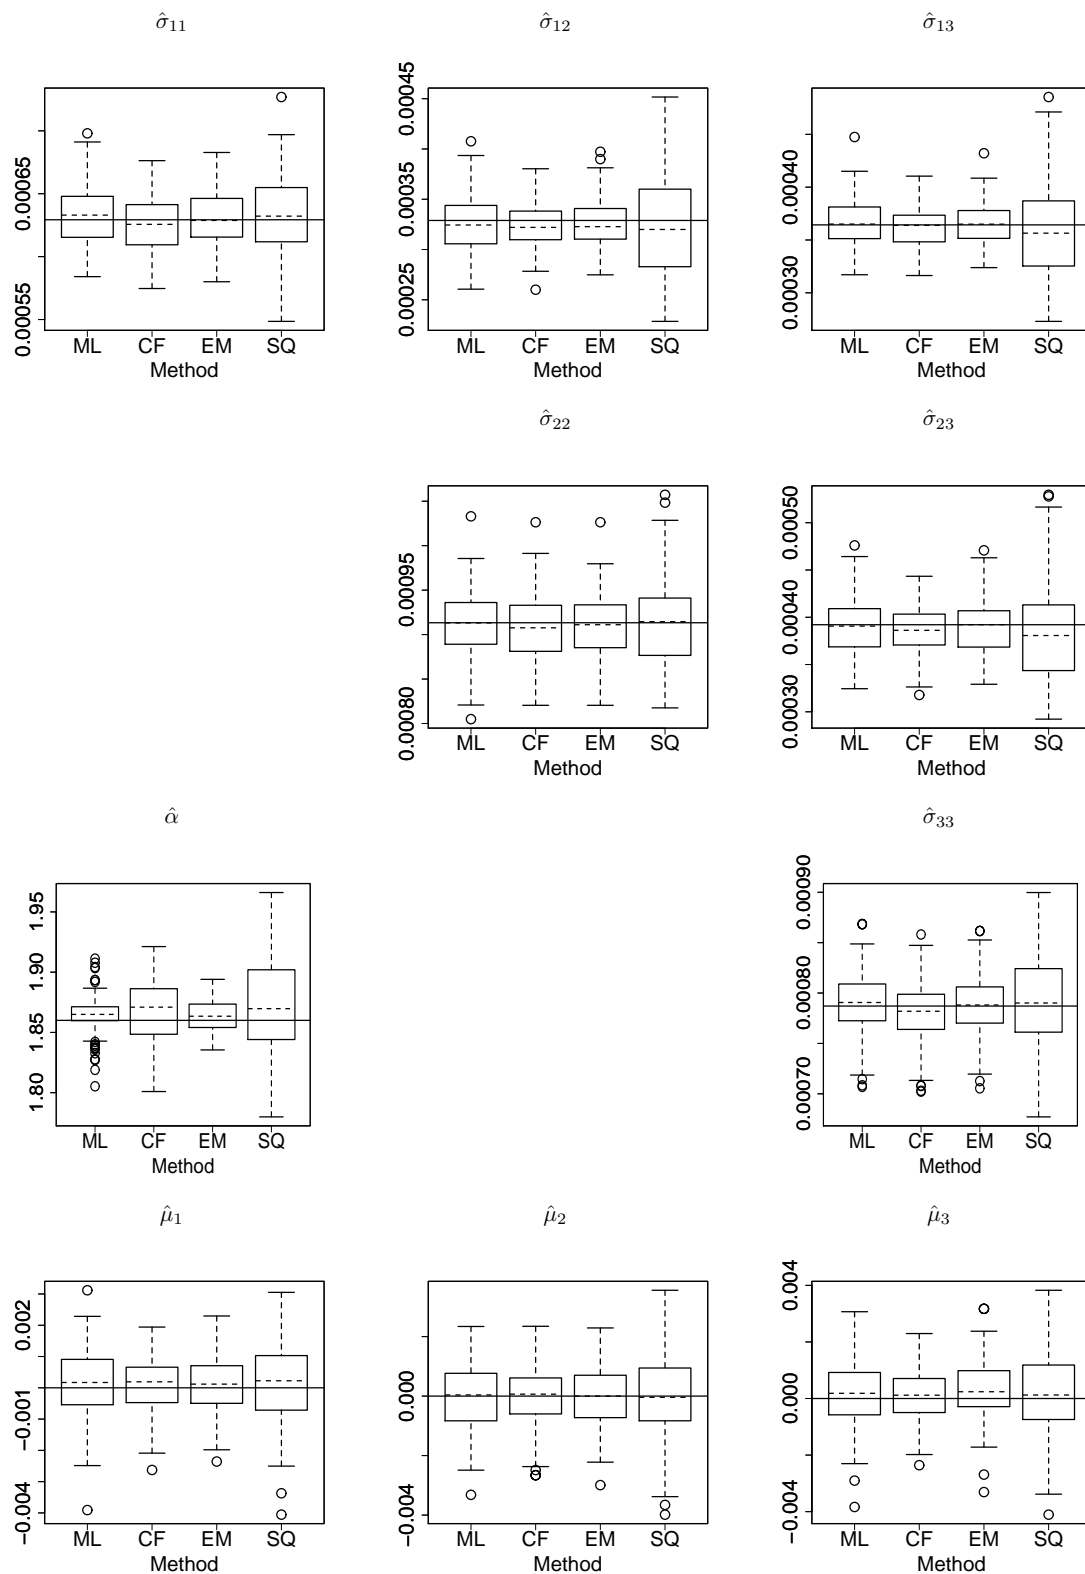 σ̂₁₁
σ̂₁₂
σ̂₁₃
0.00055 0.00065
ML CF EM SQ
Method
0.00025 0.00035 0.00045
ML CF EM SQ
Method
0.00030 0.00040
ML CF EM SQ
Method
σ̂₂₂
σ̂₂₃
0.00080 0.00095
ML CF EM SQ
Method
0.00030 0.00040 0.00050
ML CF EM SQ
Method
α̂
σ̂₃₃
1.80 1.85 1.90 1.95
ML CF EM SQ
Method
0.00070 0.00080 0.00090
ML CF EM SQ
Method
μ̂₁
μ̂₂
μ̂₃
−0.004 −0.001 0.002
ML CF EM SQ
Method
−0.004 0.000
ML CF EM SQ
Method
−0.004 0.000 0.004
ML CF EM SQ
Method